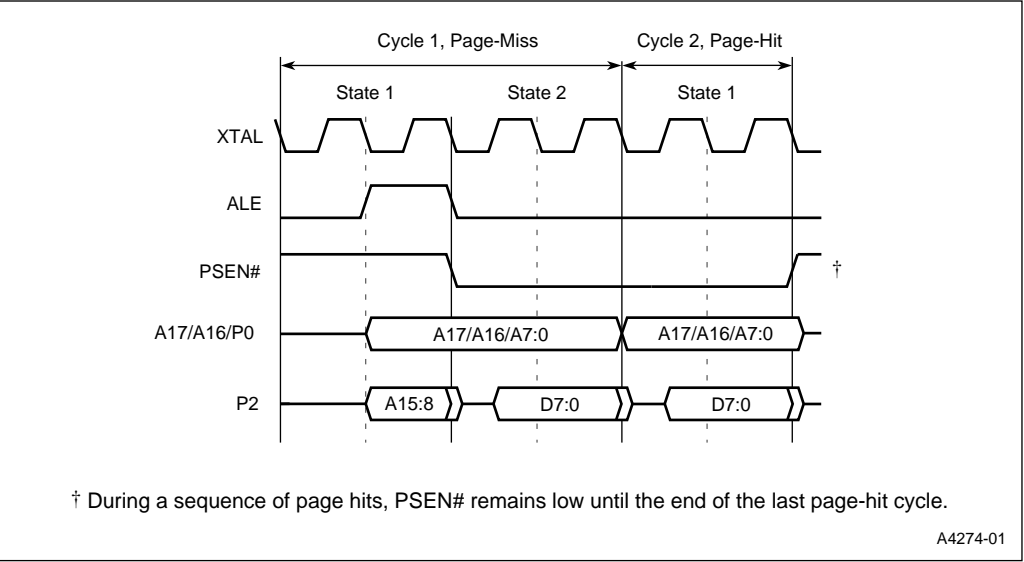 Cycle 1, Page-Miss Cycle 2, Page-Hit
State 1 State 2 State 1
XTAL
ALE
PSEN# †
A17/A16/P0 A17/A16/A7:0 A17/A16/A7:0
P2 A15:8 D7:0 D7:0
† During a sequence of page hits, PSEN# remains low until the end of the last page-hit cycle.
A4274-01